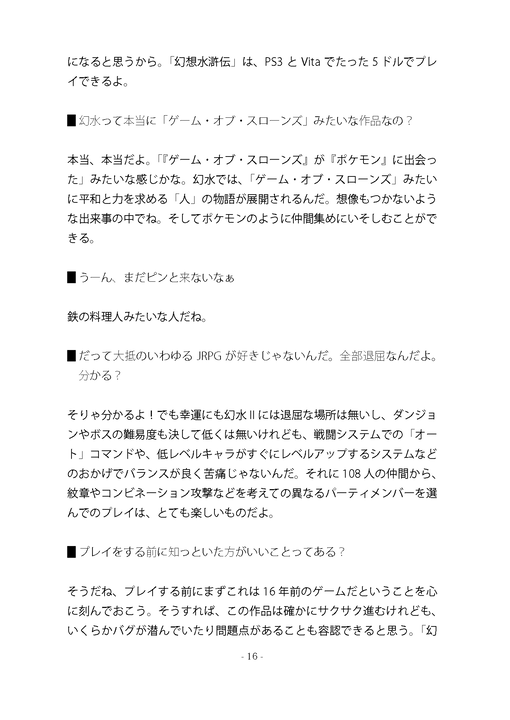 になると思うから。「幻想水滸伝」は、PS3 と Vita でたった 5 ドルでプレ
イできるよ。
■幻水って本当に「ゲーム・オブ・スローンズ」みたいな作品なの？
本当、本当だよ。「『ゲーム・オブ・スローンズ』が『ポケモン』に出会っ
た」みたいな感じかな。幻水では、「ゲーム・オブ・スローンズ」みたい
に平和と力を求める「人」の物語が展開されるんだ。想像もつかないよう
な出来事の中でね。そしてポケモンのように仲間集めにいそしむことがで
きる。
■うーん、まだピンと来ないなぁ
鉄の料理人みたいな人だね。
■だって大抵のいわゆる JRPG が好きじゃないんだ。全部退屈なんだよ。
分かる？
そりゃ分かるよ！でも幸運にも幻水 II には退屈な場所は無いし、ダンジョ
ンやボスの難易度も決して低くは無いけれども、戦闘システムでの「オー
ト」コマンドや、低レベルキャラがすぐにレベルアップするシステムなど
のおかげでバランスが良く苦痛じゃないんだ。それに 108 人の仲間から、
紋章やコンビネーション攻撃などを考えての異なるパーティメンバーを選
んでのプレイは、とても楽しいものだよ。
■プレイをする前に知っといた方がいいことってある？
そうだね、プレイする前にまずこれは 16 年前のゲームだということを心
に刻んでおこう。そうすれば、この作品は確かにサクサク進むけれども、
いくらかバグが潜んでいたり問題点があることも容認できると思う。「幻
- 16 -